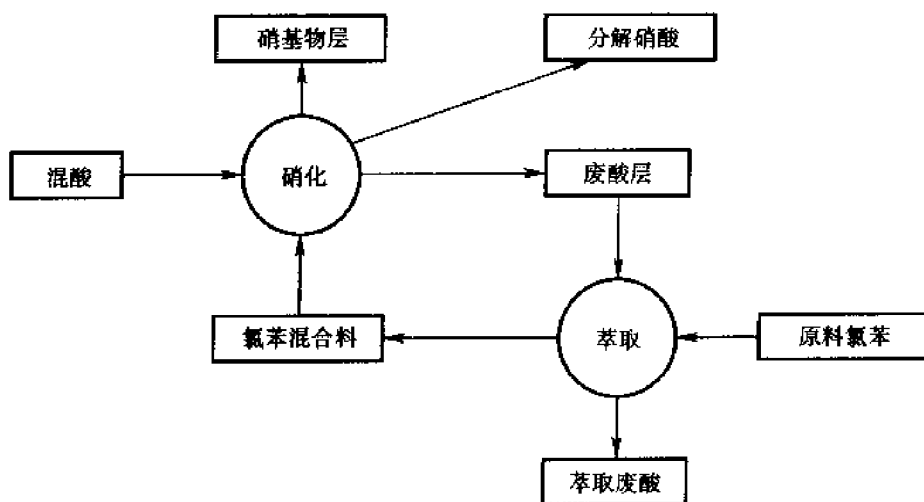 硝基物层
分解硝酸
混酸
硝化
废酸层
氯苯混合料
萃取
原料氯苯
萃取废酸